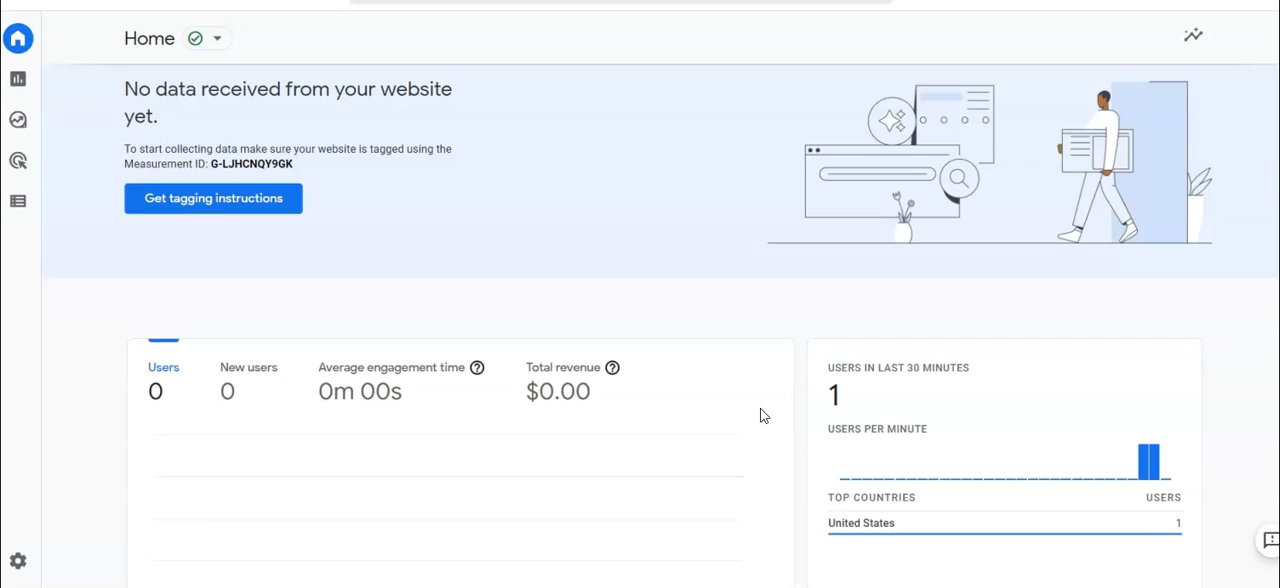 Home
No data received from your website
yet.
To start collecting data make sure your website is tagged using the
Measurement ID: G-LJHCNQY9GK
Get tagging instructions
Users
0
New users
0
Average engagement time
0m 00s
Total revenue
$0.00
USERS IN LAST 30 MINUTES
1
USERS PER MINUTE
TOP COUNTRIES USERS
United States 1